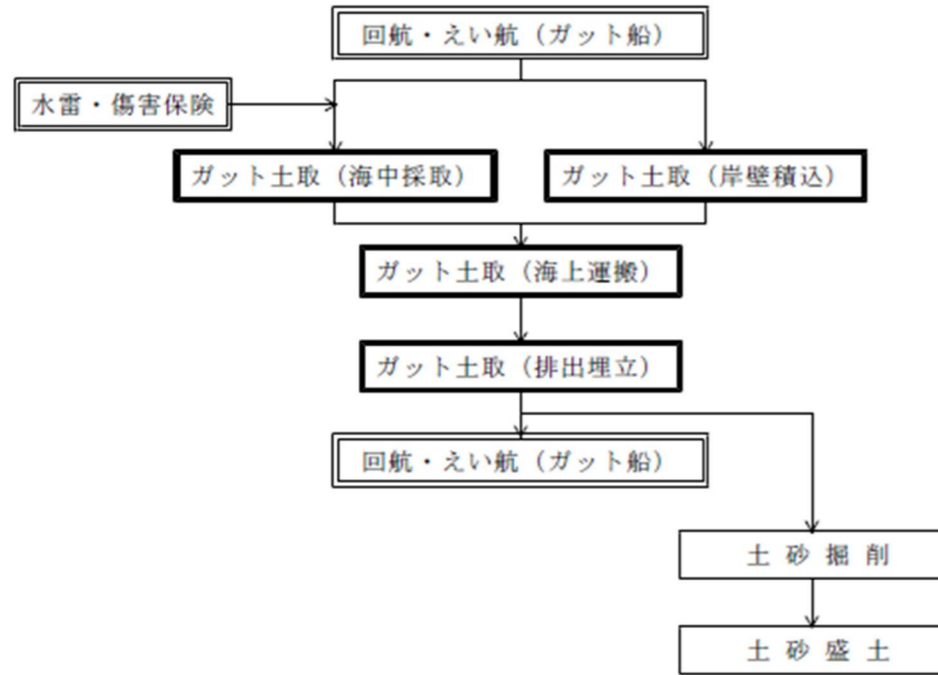 回航・えい航（ガット船）
水雷・傷害保険
ガット土取（海中採取）
ガット土取（岸壁積込）
ガット土取（海上運搬）
ガット土取（排出埋立）
回航・えい航（ガット船）
土 砂 掘 削
土 砂 盛 土